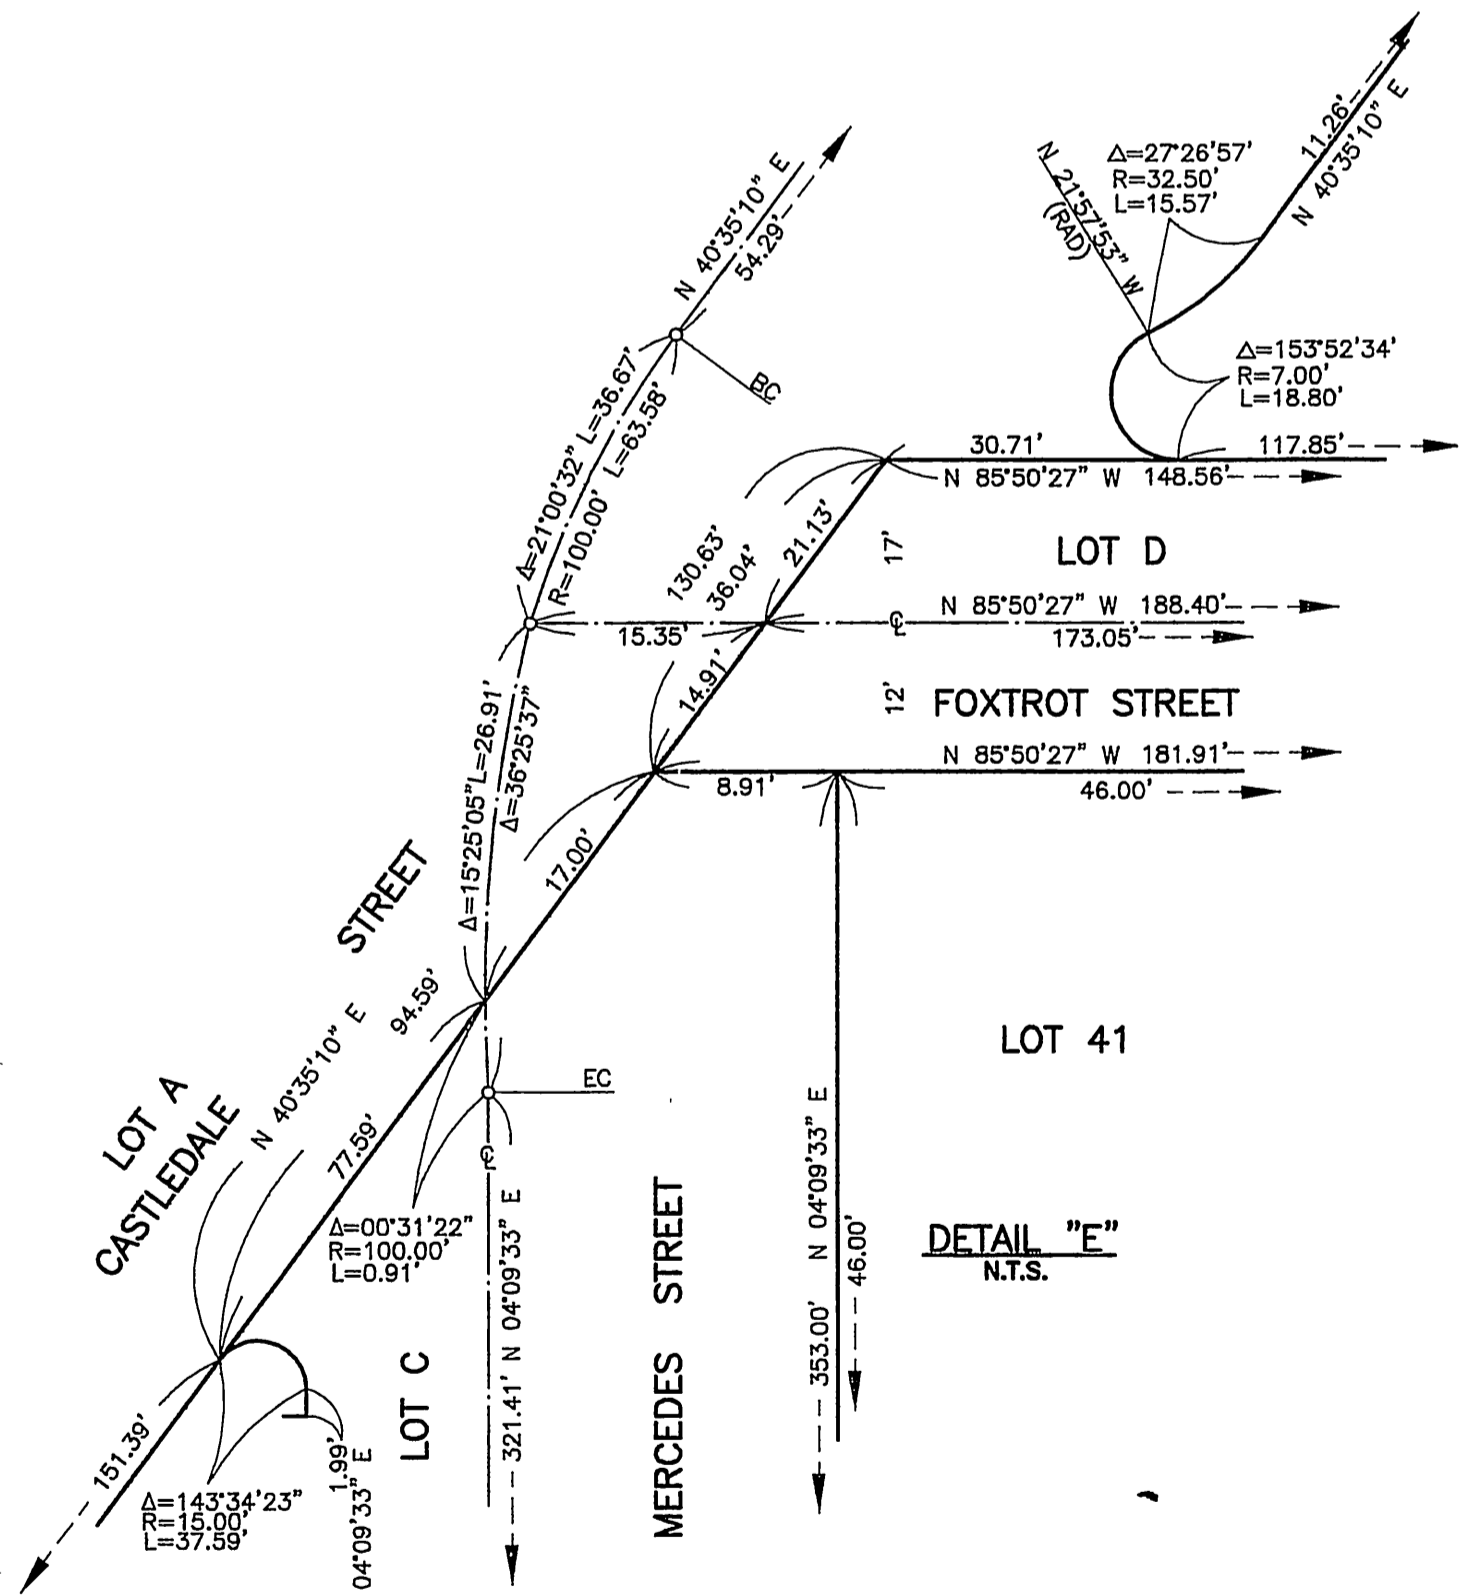 11.26'
N 40°35'10" E
Δ=27°26'57'
R=32.50'
L=15.57'
N 21°57'53" W
(RAD)
N 40°35'10" E
54.29'
BC
Δ=153°52'34'
R=7.00'
L=18.80'
Δ=21°00'32" L=36.67'
R=100.00' L=63.58'
30.71'
117.85'
N 85°50'27" W 148.56'
130.63'
36.04'
21.13'
17'
LOT D
N 85°50'27" W 188.40'
15.35'
℄
173.05'
14.91'
12'
FOXTROT STREET
N 85°50'27" W 181.91'
8.91'
46.00'
Δ=15°25'05" L=26.91'
Δ=36°25'37"
17.00'
STREET
94.59'
N 40°35'10" E
LOT A
CASTLEDALE
77.59'
EC
℄
LOT 41
Δ=00°31'22"
R=100.00'
L=0.91'
321.41' N 04°09'33" E
MERCEDES STREET
353.00' N 04°09'33" E
46.00'
DETAIL "E"
N.T.S.
LOT C
151.39'
1.99'
04°09'33" E
Δ=143°34'23"
R=15.00'
L=37.59'